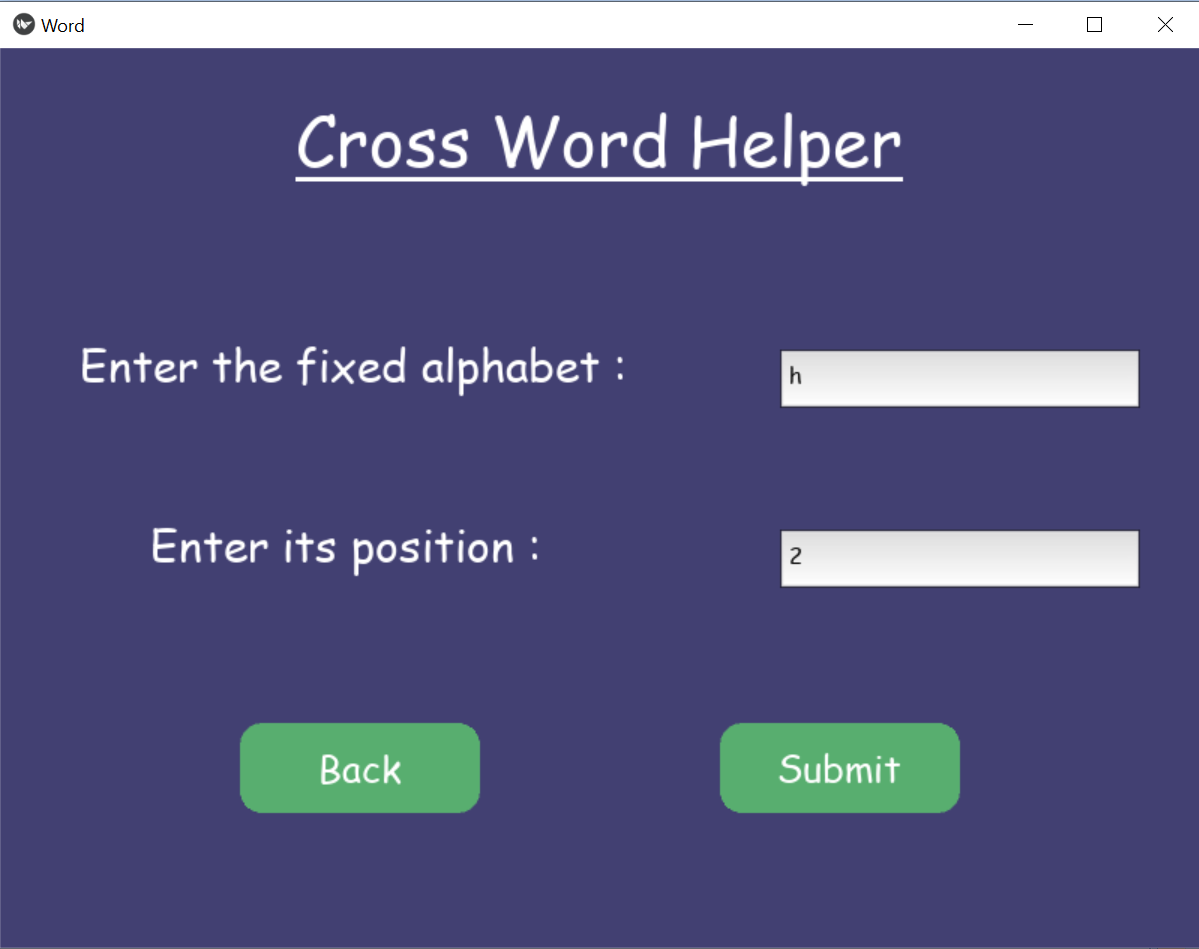 Word
Cross Word Helper
Enter the fixed alphabet :
h
Enter its position :
2
Back
Submit